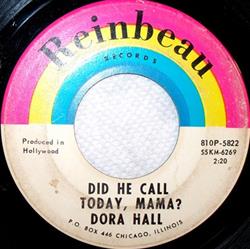 Reinbeau
RECORDS
Produced in
Hollywood
810P-5822
S5KM-6269
2:20
DID HE CALL
TODAY, MAMA?
DORA HALL
P.O. BOX 446 CHICAGO, ILLINOIS